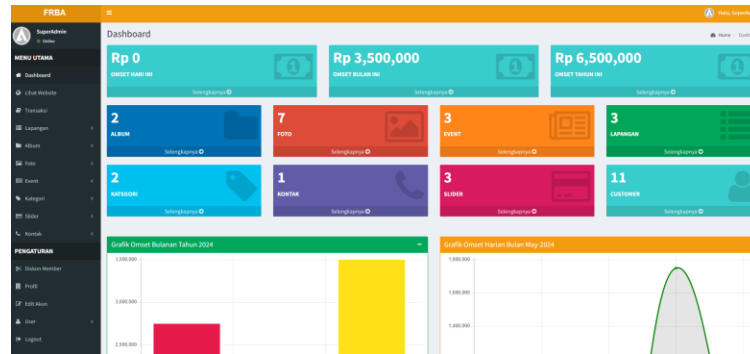 FRBA
Halo, SuperAdmin
SuperAdmin
Online
Dashboard
Home
MENU UTAMA
Dashboard
Lihat Website
Transaksi
Lapangan
Album
Foto
Event
Kategori
Slider
Kontak
PENGATURAN
Diskon Member
Profil
Edit Akun
User
Logout
Rp 0
OMSET HARI INI
Selengkapnya
Rp 3,500,000
OMSET BULAN INI
Selengkapnya
Rp 6,500,000
OMSET TAHUN INI
Selengkapnya
2
ALBUM
Selengkapnya
7
FOTO
Selengkapnya
3
EVENT
Selengkapnya
3
LAPANGAN
Selengkapnya
2
KATEGORI
Selengkapnya
1
KONTAK
Selengkapnya
3
SLIDER
Selengkapnya
11
CUSTOMER
Selengkapnya
Grafik Omset Bulanan Tahun 2024
3,500,000
3,000,000
2,500,000
Grafik Omset Harian Bulan May-2024
1,800,000
1,600,000
1,400,000